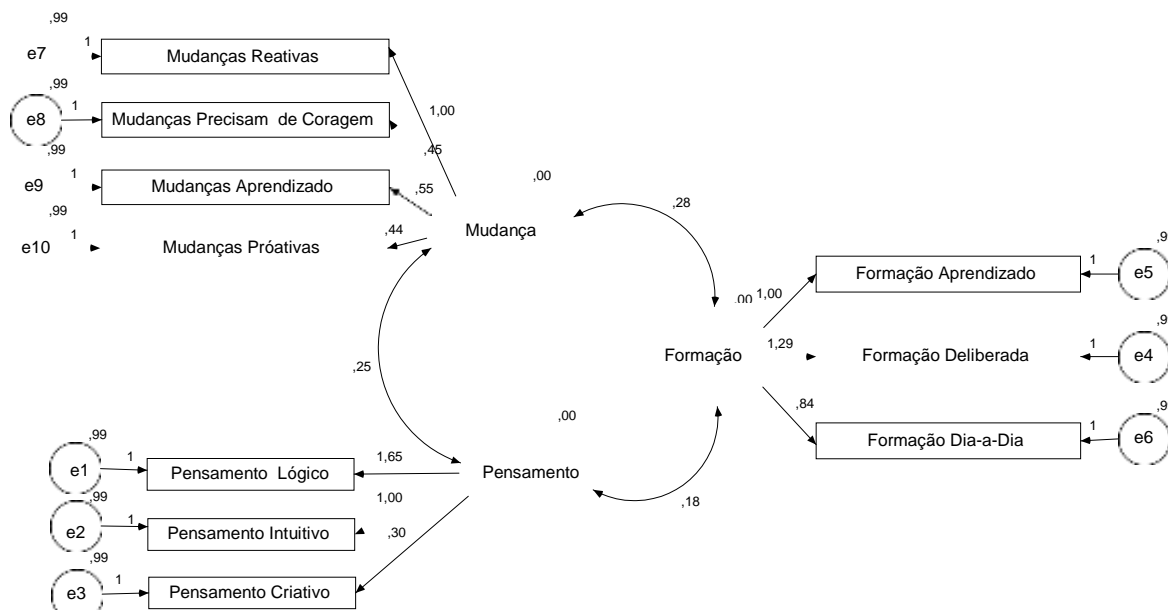 ,99
e7 1 Mudanças Reativas
,99
e8 1 Mudanças Precisam de Coragem
1,00
,99
,45
e9 1 Mudanças Aprendizado
,55
,00
,99
,28
Mudança
e10 1 Mudanças Próativas
,44
,9
Formação Aprendizado 1 e5
,00 1,00
,9
Formação
1,29
Formação Deliberada 1 e4
,25
,84
,9
,00
Formação Dia-a-Dia 1 e6
,99
e1 1 Pensamento Lógico
1,65
Pensamento
,99
1,00
,18
e2 1 Pensamento Intuitivo
,30
,99
e3 1 Pensamento Criativo